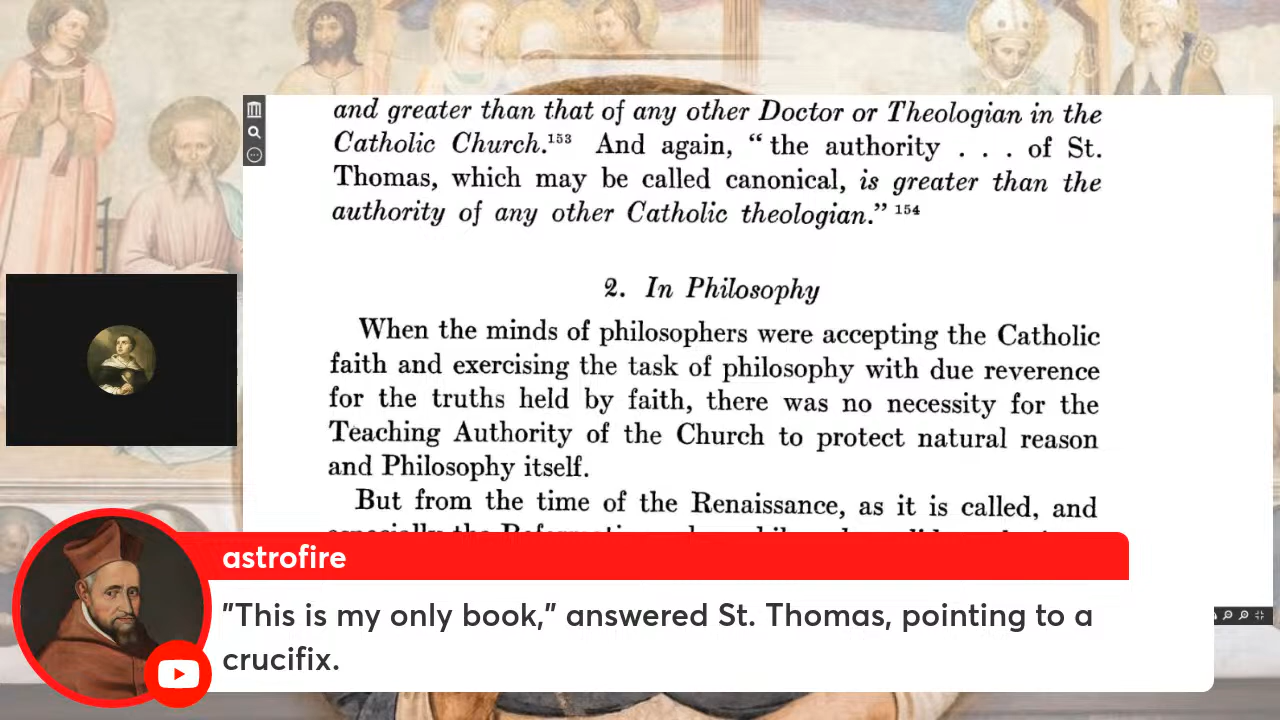 and greater than that of any other Doctor or Theologian in the
Catholic Church.153 And again, “ the authority . . . of St.
Thomas, which may be called canonical, is greater than the
authority of any other Catholic theologian.” 154
2. In Philosophy
When the minds of philosophers were accepting the Catholic
faith and exercising the task of philosophy with due reverence
for the truths held by faith, there was no necessity for the
Teaching Authority of the Church to protect natural reason
and Philosophy itself.
But from the time of the Renaissance, as it is called, and
especially the
astrofire
"This is my only book," answered St. Thomas, pointing to a
crucifix.